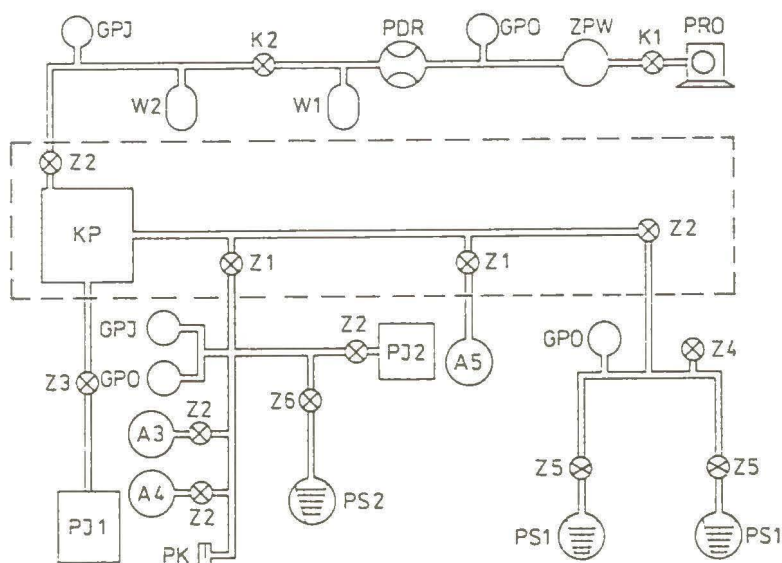 GPJ
K2
PDR
GPO
ZPW
K1
PRO
W2
W1
Z2
KP
Z2
Z1
Z1
GPJ
Z2
PJ2
A5
GPO
Z4
Z3
GPO
Z6
A3
Z2
Z5
Z5
A4
Z2
PS2
PJ1
PS1
PS1
PK